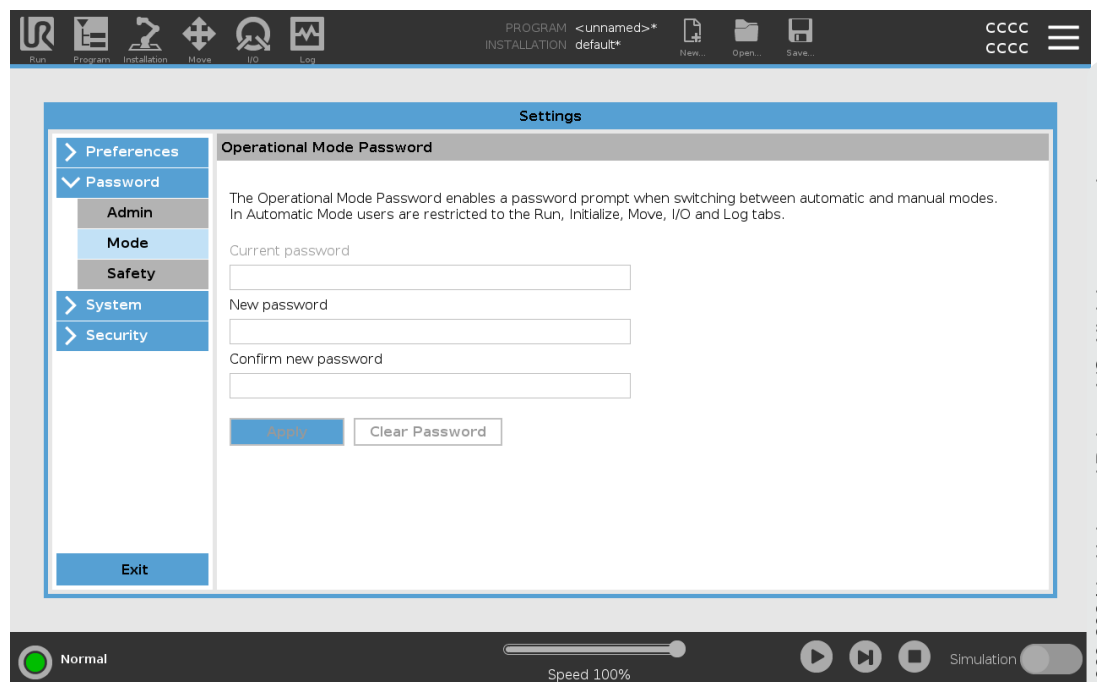 PROGRAM <unnamed>*
INSTALLATION default*
CCCC
CCCC
Run Program Installation Move I/O Log New... Open... Save...
Settings
Preferences
Password
Admin
Mode
Safety
System
Security
Exit
Operational Mode Password
The Operational Mode Password enables a password prompt when switching between automatic and manual modes.
In Automatic Mode users are restricted to the Run, Initialize, Move, I/O and Log tabs.
Current password
New password
Confirm new password
Apply Clear Password
Normal
Speed 100%
Simulation